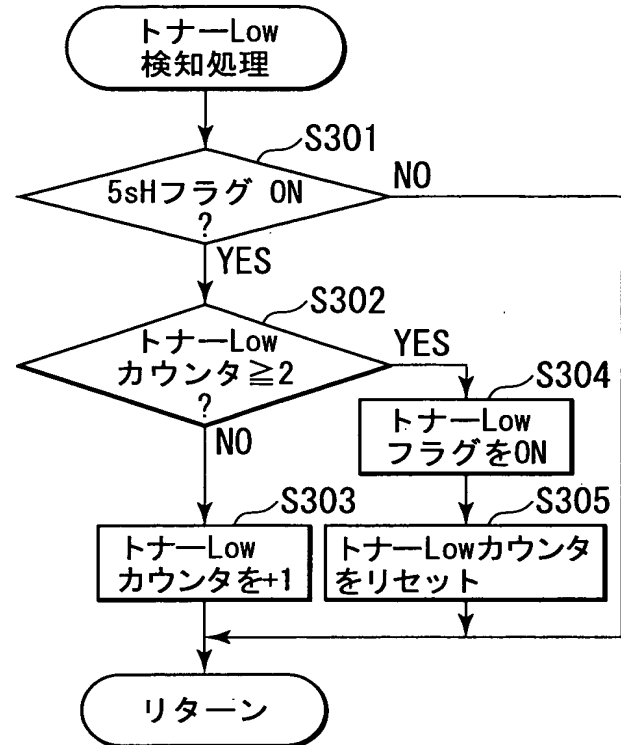 トナーLow
検知処理
S301
5sHフラグ ON
?
NO
YES
S302
トナーLow
カウンタ≧2
?
YES
NO
S304
トナーLow
フラグをON
S303
トナーLow
カウンタを+1
S305
トナーLowカウンタ
をリセット
リターン